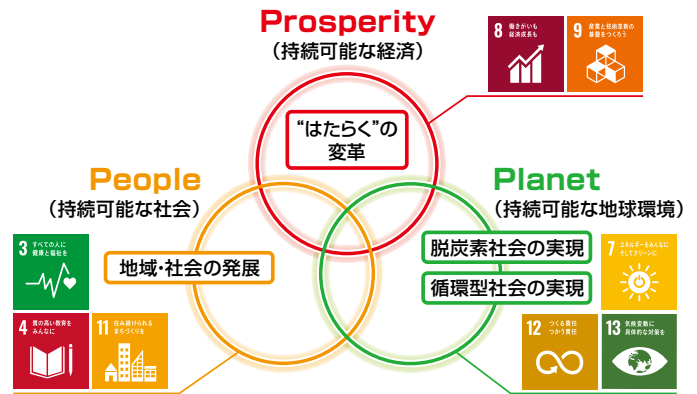 Prosperity
(持続可能な経済)
8 働きがいも
経済成長も
9 産業と技術革新の
基盤をつくろう
“はたらく”の
変革
People
(持続可能な社会)
Planet
(持続可能な地球環境)
3 すべての人に
健康と福祉を
地域・社会の発展
脱炭素社会の実現
循環型社会の実現
7 エネルギーをみんなに
そしてクリーンに
4 質の高い教育を
みんなに
11 住み続けられる
まちづくりを
12 つくる責任
つかう責任
13 気候変動に
具体的な対策を